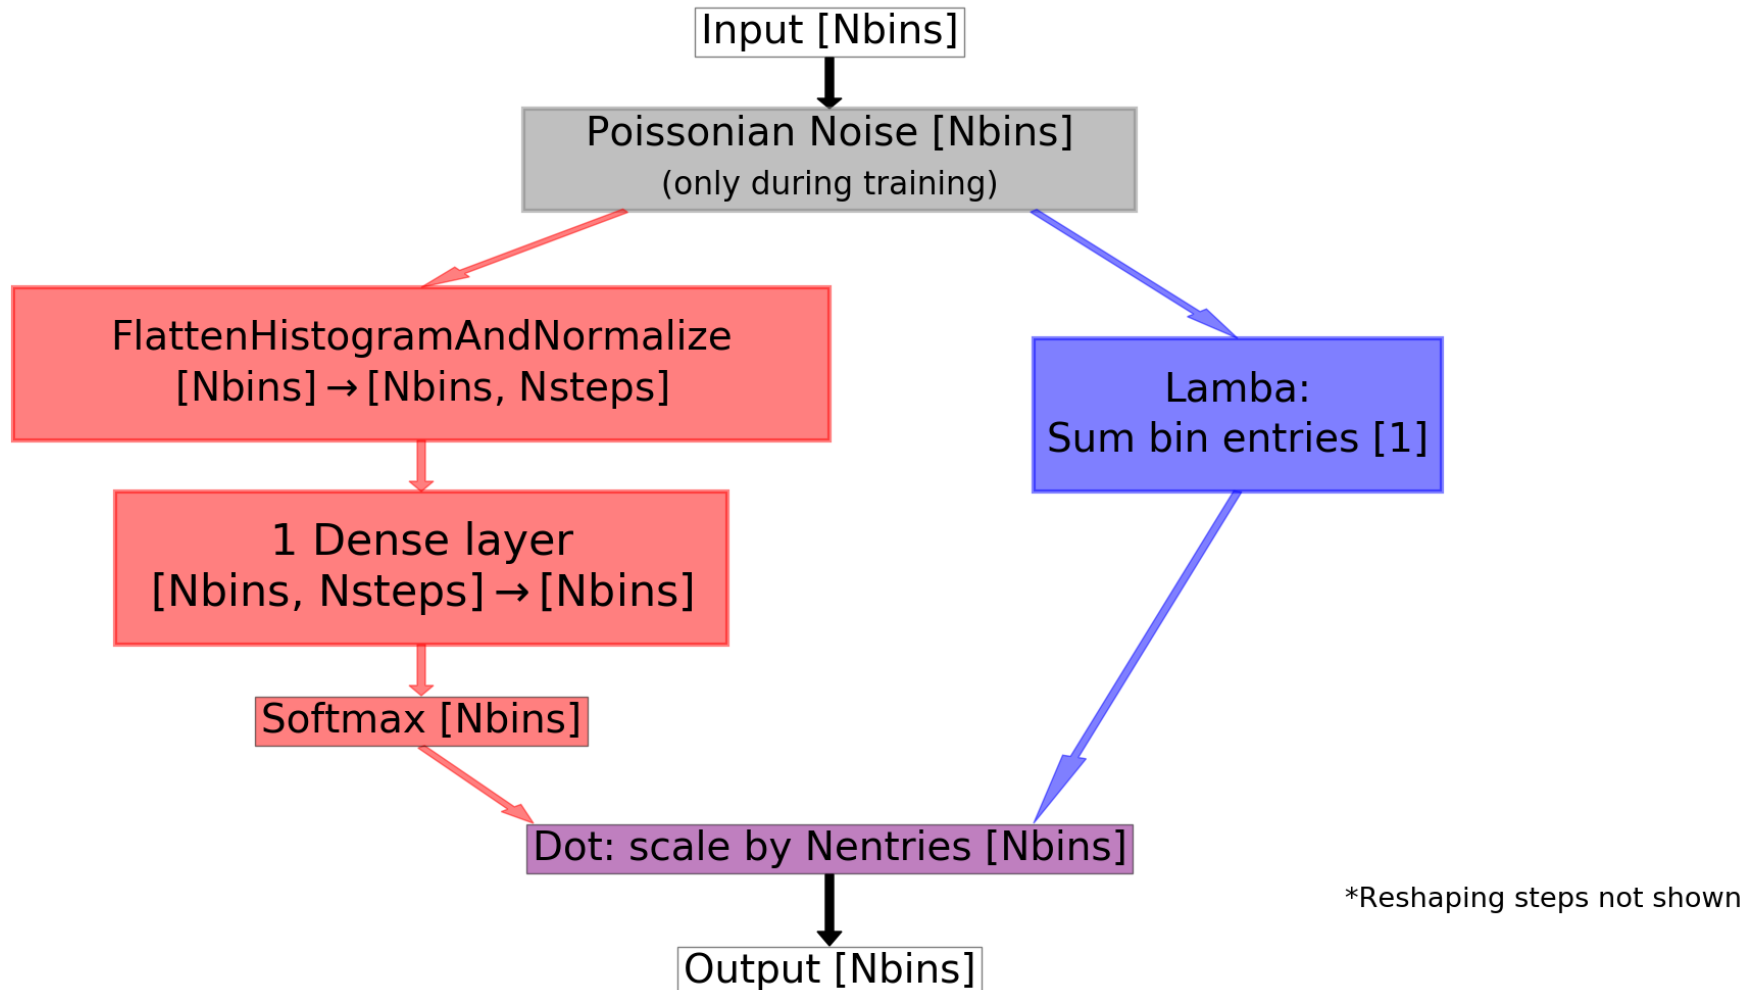 Input [Nbins]
Poissonian Noise [Nbins]
(only during training)
FlattenHistogramAndNormalize
[Nbins]→[Nbins, Nsteps]
Lamba:
Sum bin entries [1]
1 Dense layer
[Nbins, Nsteps]→[Nbins]
Softmax [Nbins]
Dot: scale by Nentries [Nbins]
*Reshaping steps not shown
Output [Nbins]